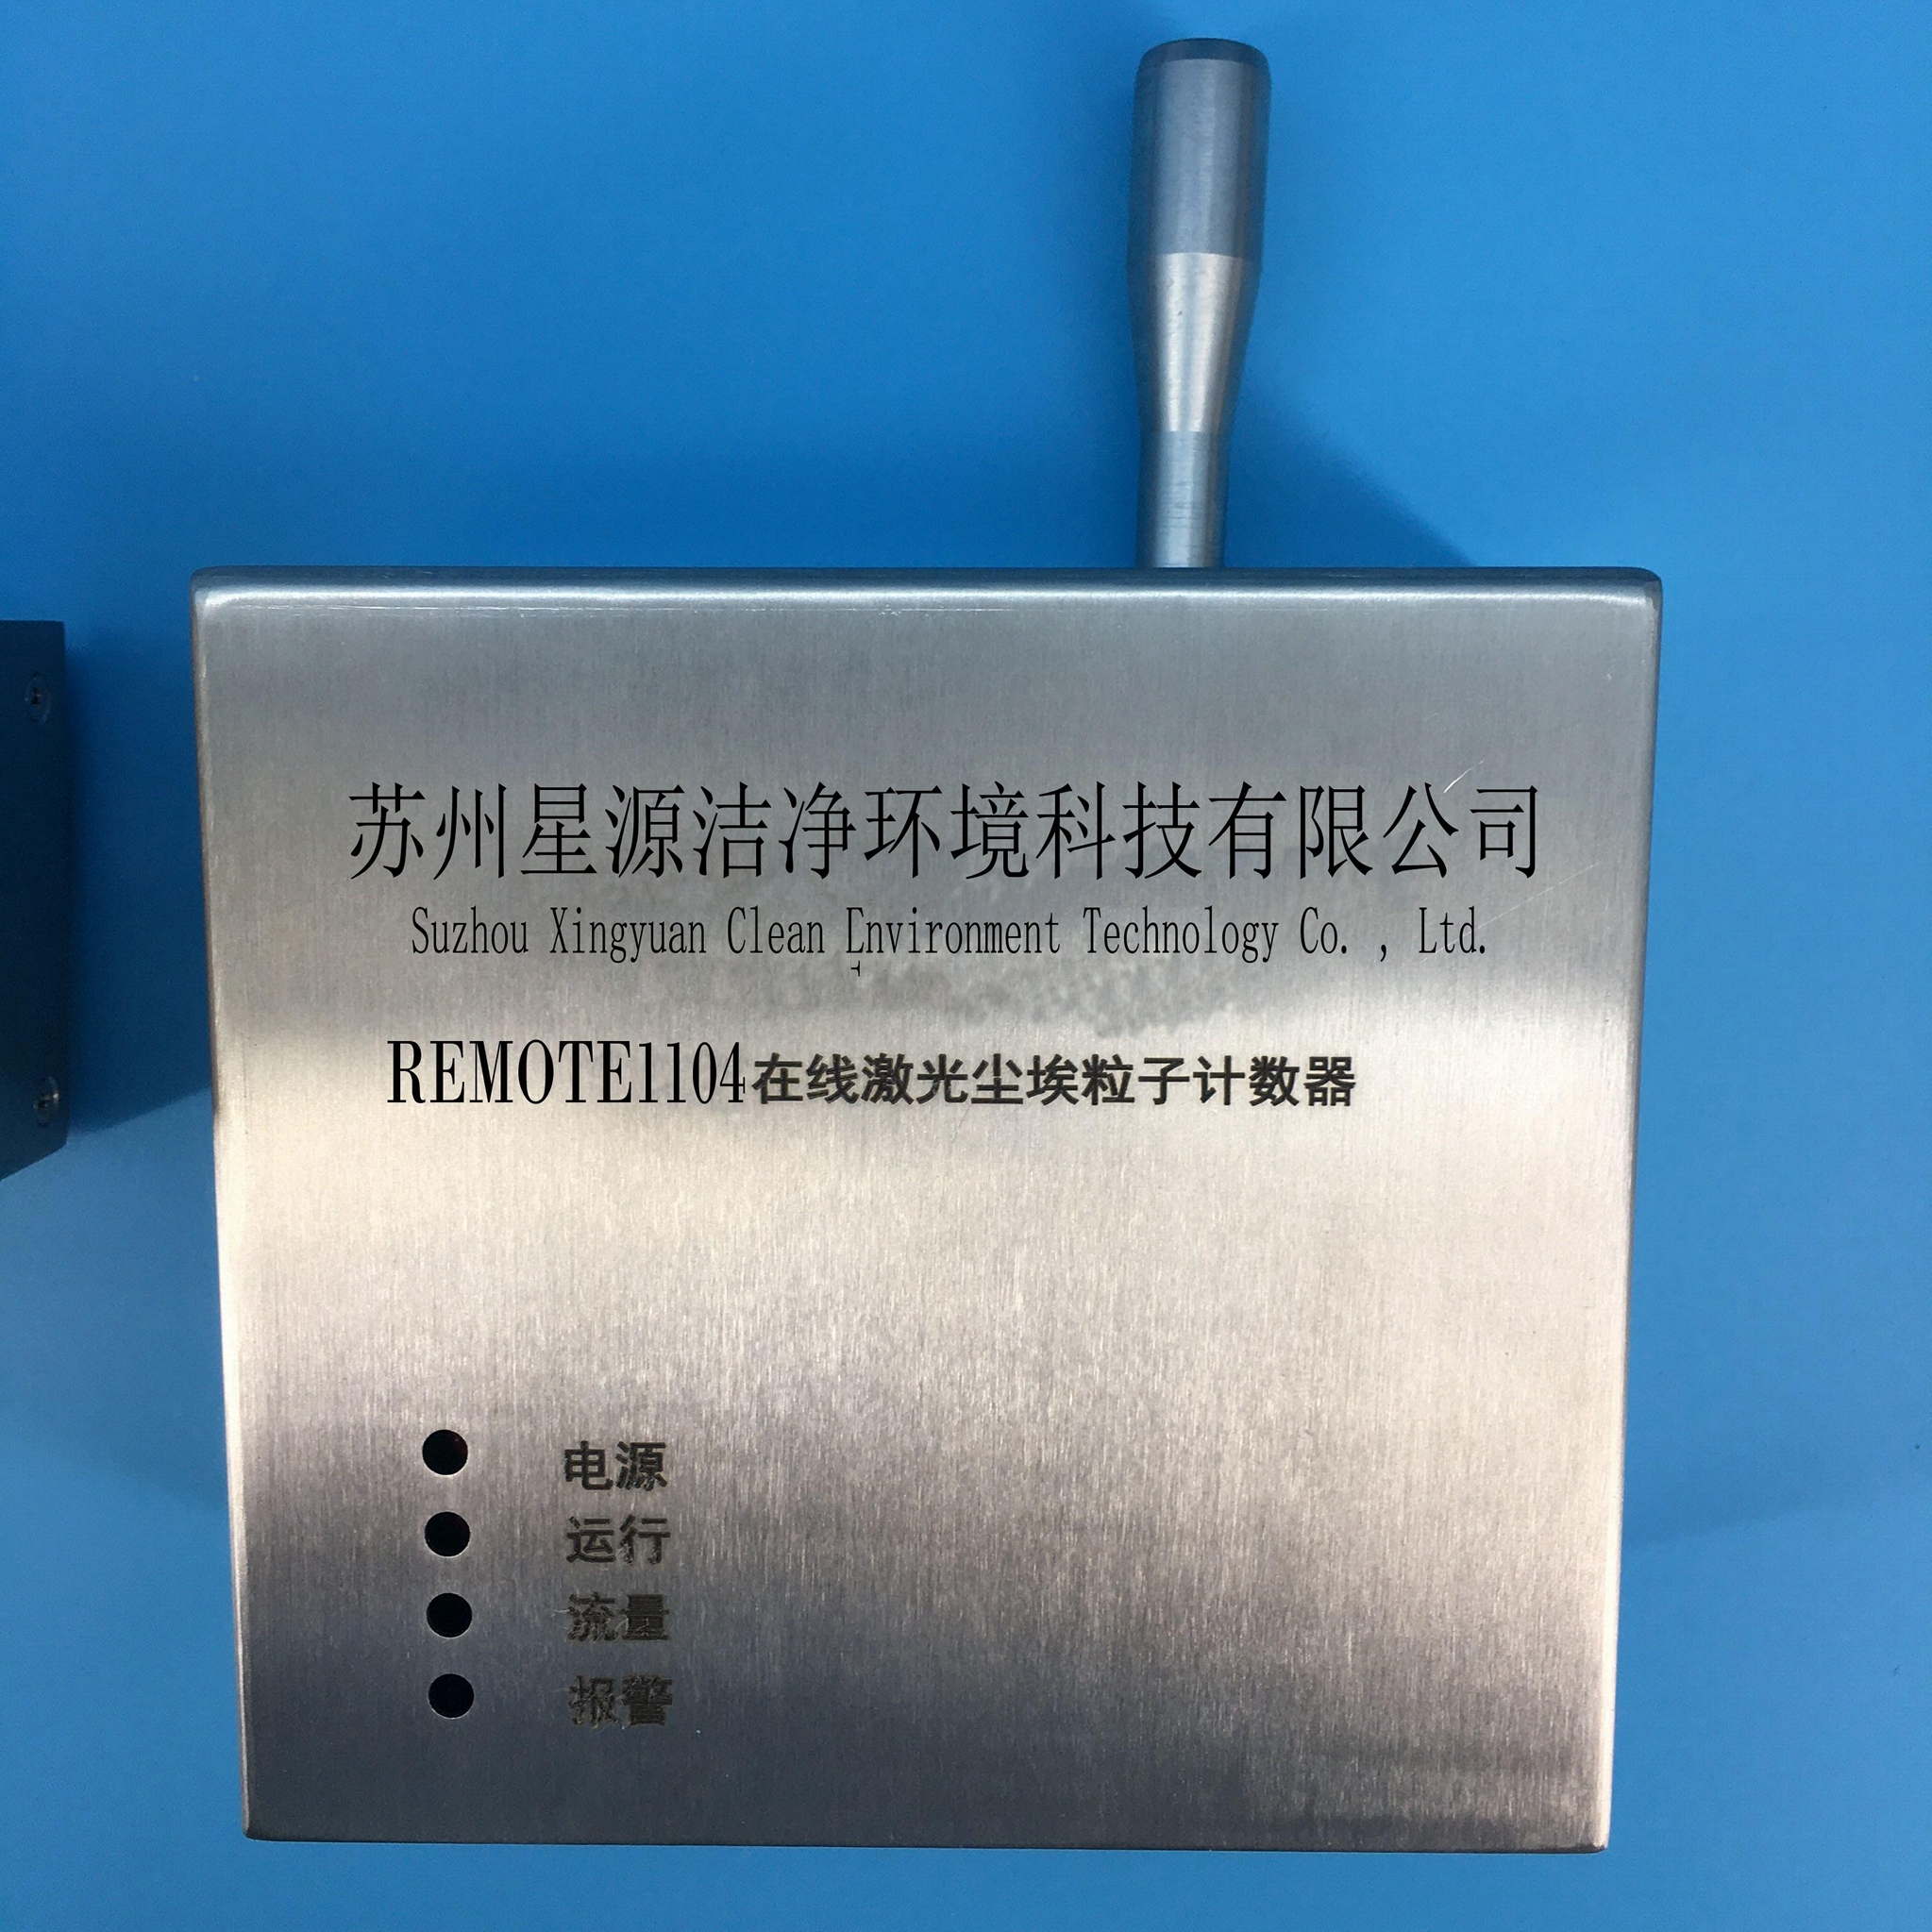 苏州星源洁净环境科技有限公司
Suzhou Xingyuan Clean Environment Technology Co. , Ltd.
REMOTE1104在线激光尘埃粒子计数器
电源
运行
流量
报警